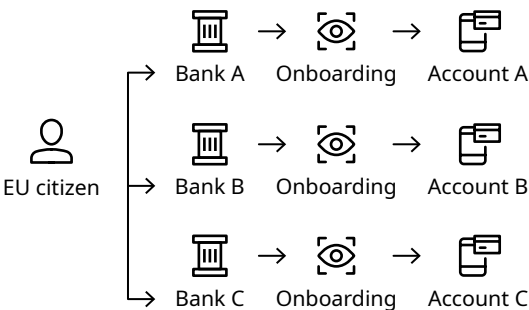 Bank A
Onboarding
Account A
EU citizen
Bank B
Onboarding
Account B
Bank C
Onboarding
Account C